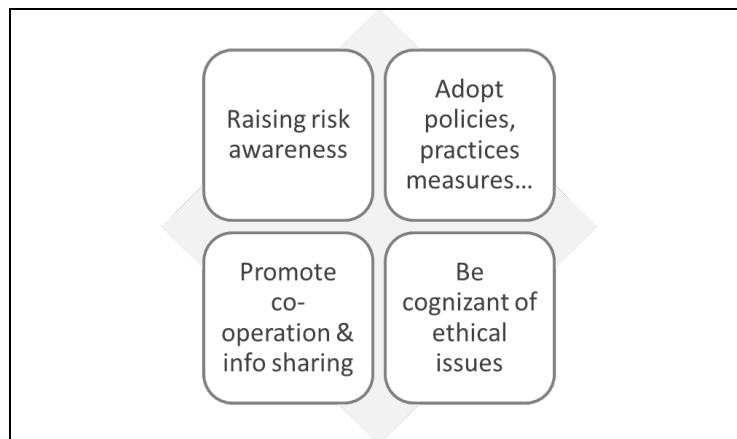 Raising risk
awareness
Adopt
policies,
practices
measures…
Promote
co-
operation &
info sharing
Be
cognizant of
ethical
issues